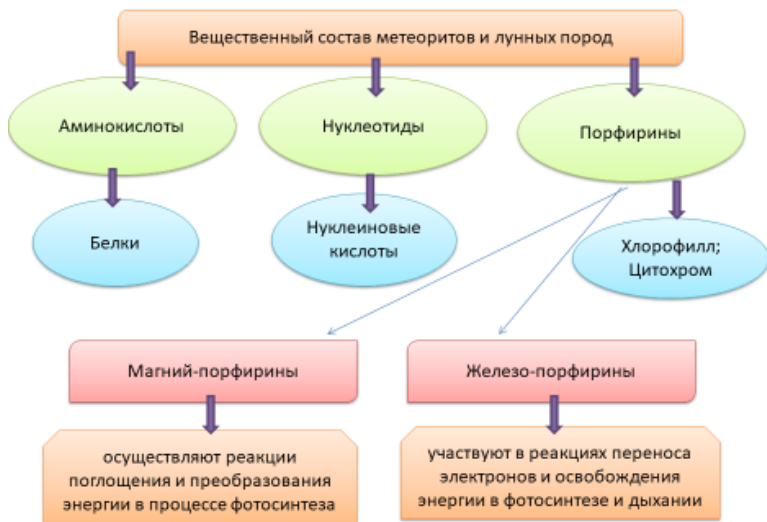 Вещественный состав метеоритов и лунных пород
Аминокислоты
Нуклеотиды
Порфирины
Белки
Нуклеиновые
кислоты
Хлорофилл;
Цитохром
Магний-порфирины
Железо-порфирины
осуществляют реакции
поглощения и преобразования
энергии в процессе фотосинтеза
участвуют в реакциях переноса
электронов и освобождения
энергии в фотосинтезе и дыхании